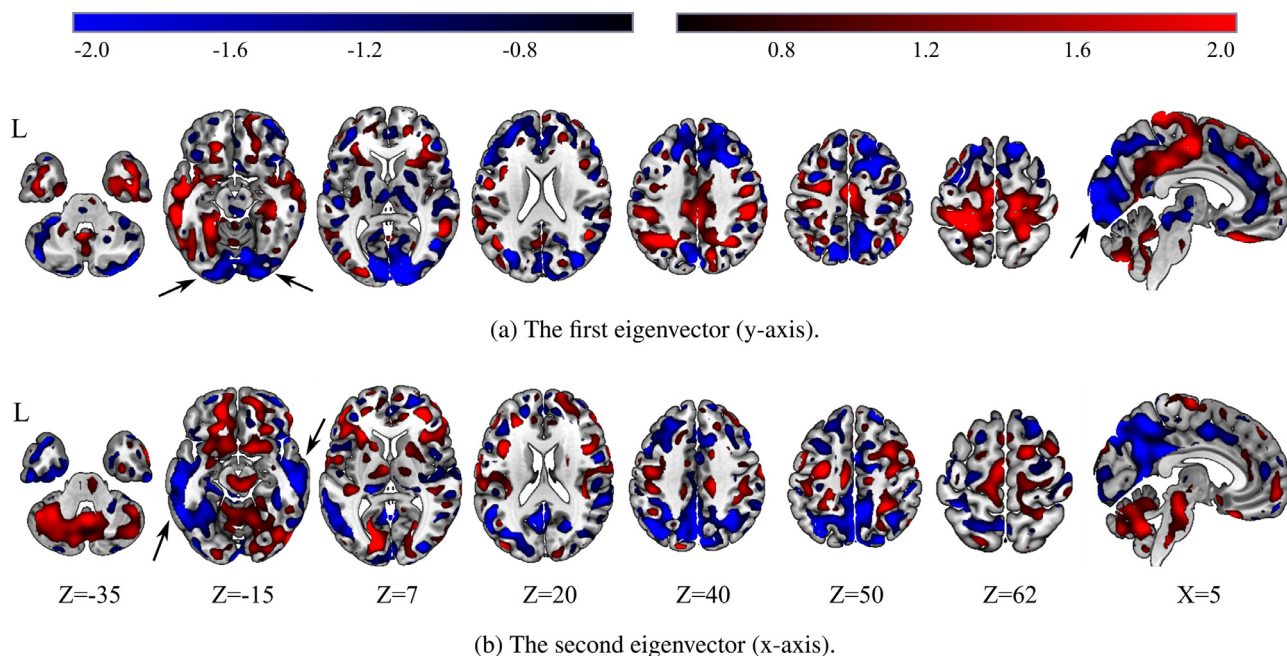 -2.0 -1.6 -1.2 -0.8 0.8 1.2 1.6 2.0
L
(a) The first eigenvector (y-axis).
L
Z=-35 Z=-15 Z=7 Z=20 Z=40 Z=50 Z=62 X=5
(b) The second eigenvector (x-axis).